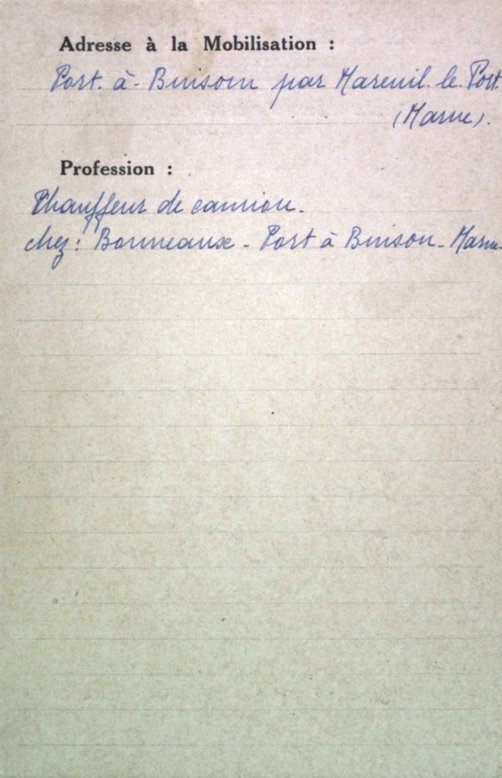 Adresse à la Mobilisation :
Port. à. Binson par Mareuil. le. Port
(Marne).
Profession :
Chauffeur de camion.
chez : Bonneaux - Port à Binson - Marne